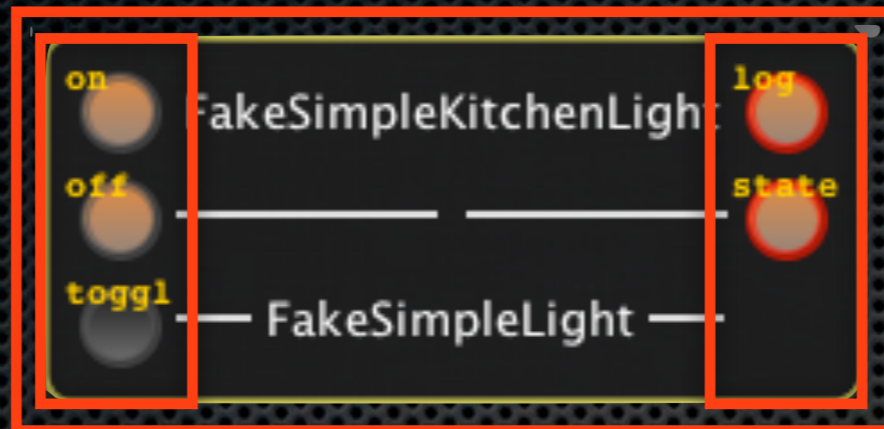 on
FakeSimpleKitchenLight
log
off
state
toggl
FakeSimpleLight